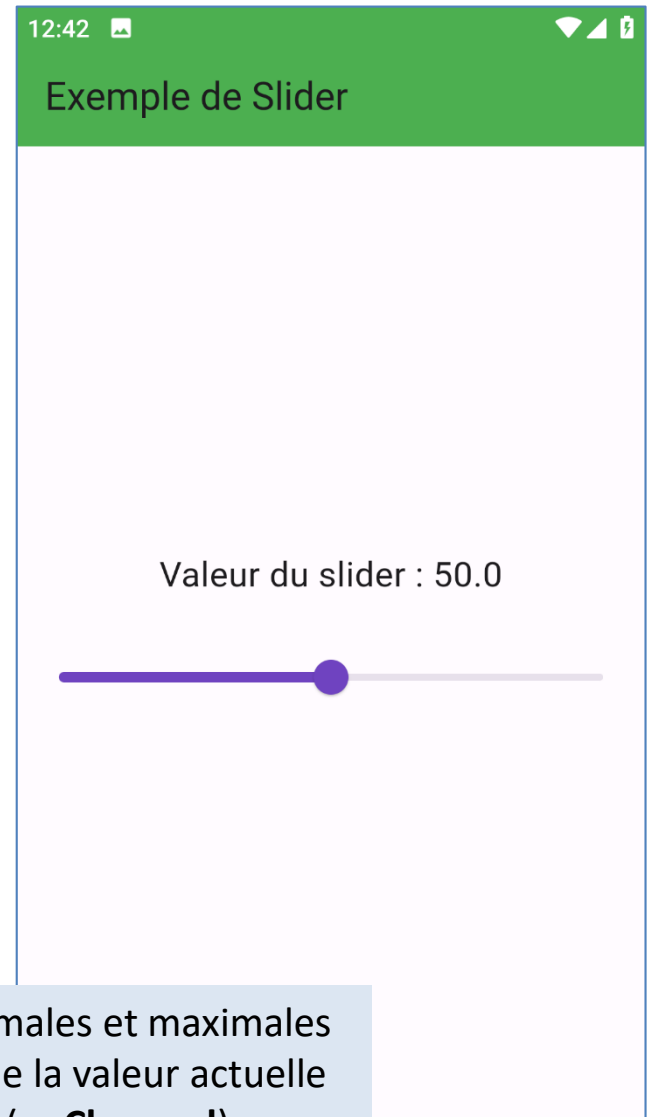 12:42
Exemple de Slider
Valeur du slider : 50.0
males et maximales
e la valeur actuelle